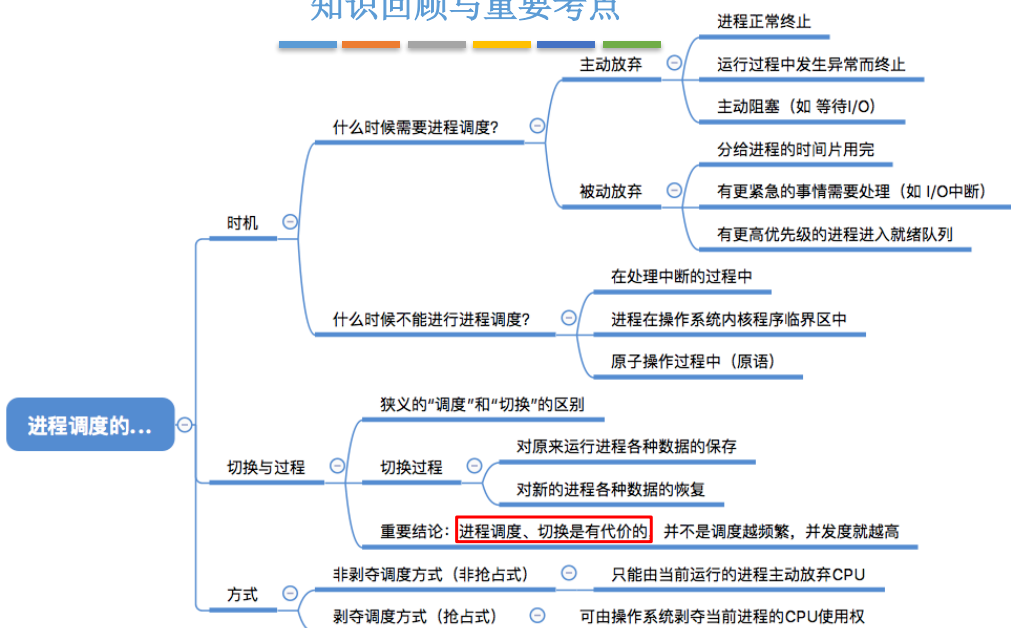 知识回顾与重要考点
进程正常终止
主动放弃
运行过程中发生异常而终止
主动阻塞（如 等待I/O）
什么时候需要进程调度？
分给进程的时间片用完
被动放弃
有更紧急的事情需要处理（如 I/O中断）
有更高优先级的进程进入就绪队列
时机
在处理中断的过程中
什么时候不能进行进程调度？
进程在操作系统内核程序临界区中
原子操作过程中（原语）
进程调度的...
狭义的“调度”和“切换”的区别
切换与过程
切换过程
对原来运行进程各种数据的保存
对新的进程各种数据的恢复
重要结论：进程调度、切换是有代价的 并不是调度越频繁，并发度就越高
方式
非剥夺调度方式（非抢占式）
只能由当前运行的进程主动放弃CPU
剥夺调度方式（抢占式）
可由操作系统剥夺当前进程的CPU使用权